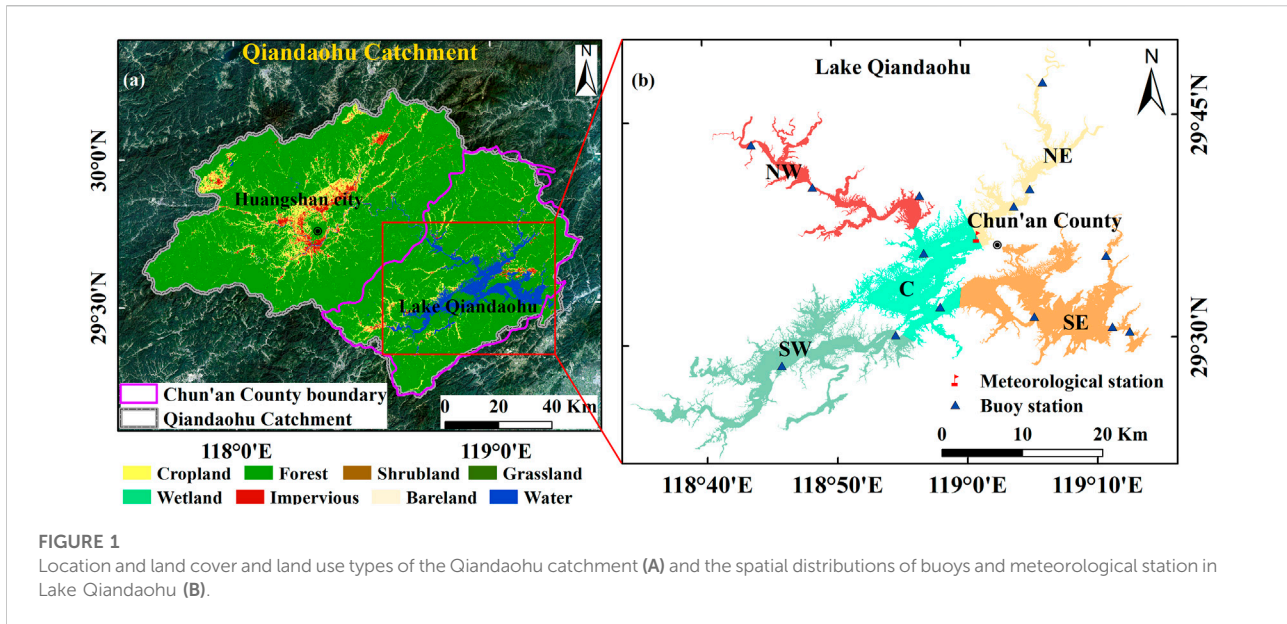 Qiandaohu Catchment
(a)
N
30°0'N
29°30'N
Huangshan city
Lake Qiandaohu
Chun'an County boundary
Qiandaohu Catchment
0 20 40 Km
118°0'E 119°0'E
Cropland Forest Shrubland Grassland
Wetland Impervious Bareland Water
Lake Qiandaohu
(b)
N
29°45'N
29°30'N
NW
NE
Chun'an County
C
SE
SW
Meteorological station
Buoy station
0 10 20 Km
118°40'E 118°50'E 119°0'E 119°10'E
FIGURE 1
Location and land cover and land use types of the Qiandaohu catchment (A) and the spatial distributions of buoys and meteorological station in
Lake Qiandaohu (B).